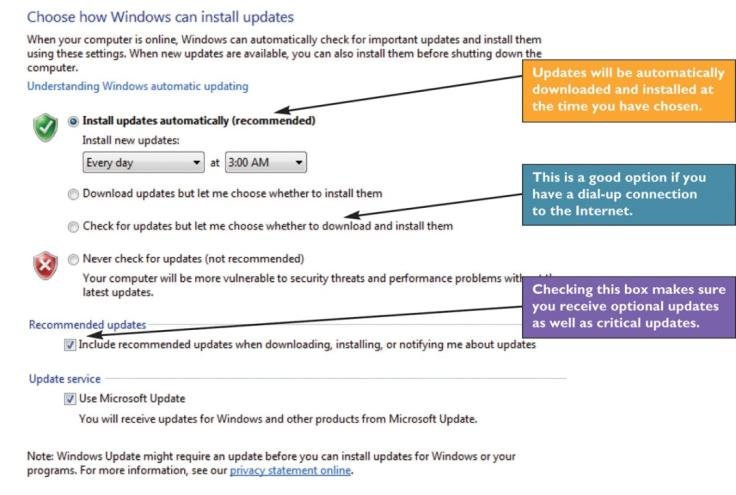 Choose how Windows can install updates
When your computer is online, Windows can automatically check for important updates and install them
using these settings. When new updates are available, you can also install them before shutting down the
computer.
Understanding Windows automatic updating
Updates will be automatically
downloaded and installed at
the time you have chosen.
Install updates automatically (recommended)
Install new updates:
Every day at 3:00 AM
Download updates but let me choose whether to install them
This is a good option if you
have a dial-up connection
to the Internet.
Check for updates but let me choose whether to download and install them
Never check for updates (not recommended)
Your computer will be more vulnerable to security threats and performance problems
latest updates.
Checking this box makes sure
you receive optional updates
as well as critical updates.
Recommended updates
Include recommended updates when downloading, installing, or notifying me about updates
Update service
Use Microsoft Update
You will receive updates for Windows and other products from Microsoft Update.
Note: Windows Update might require an update before you can install updates for Windows or your
programs. For more information, see our privacy statement online.